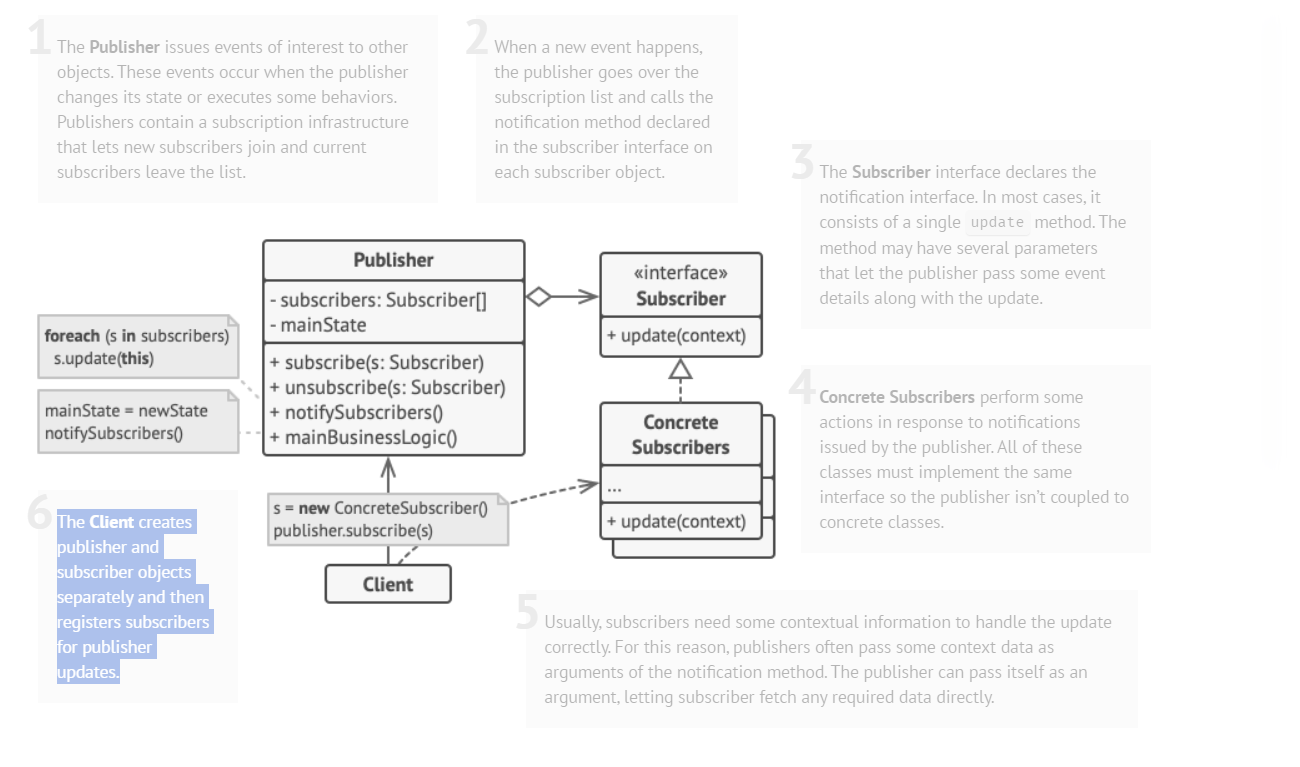 1
The Publisher issues events of interest to other
objects. These events occur when the publisher
changes its state or executes some behaviors.
Publishers contain a subscription infrastructure
that lets new subscribers join and current
subscribers leave the list.
2
When a new event happens,
the publisher goes over the
subscription list and calls the
notification method declared
in the subscriber interface on
each subscriber object.
3
The Subscriber interface declares the
notification interface. In most cases, it
consists of a single update method. The
method may have several parameters
that let the publisher pass some event
details along with the update.
Publisher
- subscribers: Subscriber[]
- mainState
+ subscribe(s: Subscriber)
+ unsubscribe(s: Subscriber)
+ notifySubscribers()
+ mainBusinessLogic()
«interface»
Subscriber
+ update(context)
foreach (s in subscribers)
s.update(this)
mainState = newState
notifySubscribers()
4
Concrete Subscribers perform some
actions in response to notifications
issued by the publisher. All of these
classes must implement the same
interface so the publisher isn't coupled to
concrete classes.
Concrete
Subscribers
...
+ update(context)
s = new ConcreteSubscriber()
publisher.subscribe(s)
Client
6
The Client creates
publisher and
subscriber objects
separately and then
registers subscribers
for publisher
updates.
5
Usually, subscribers need some contextual information to handle the update
correctly. For this reason, publishers often pass some context data as
arguments of the notification method. The publisher can pass itself as an
argument, letting subscriber fetch any required data directly.